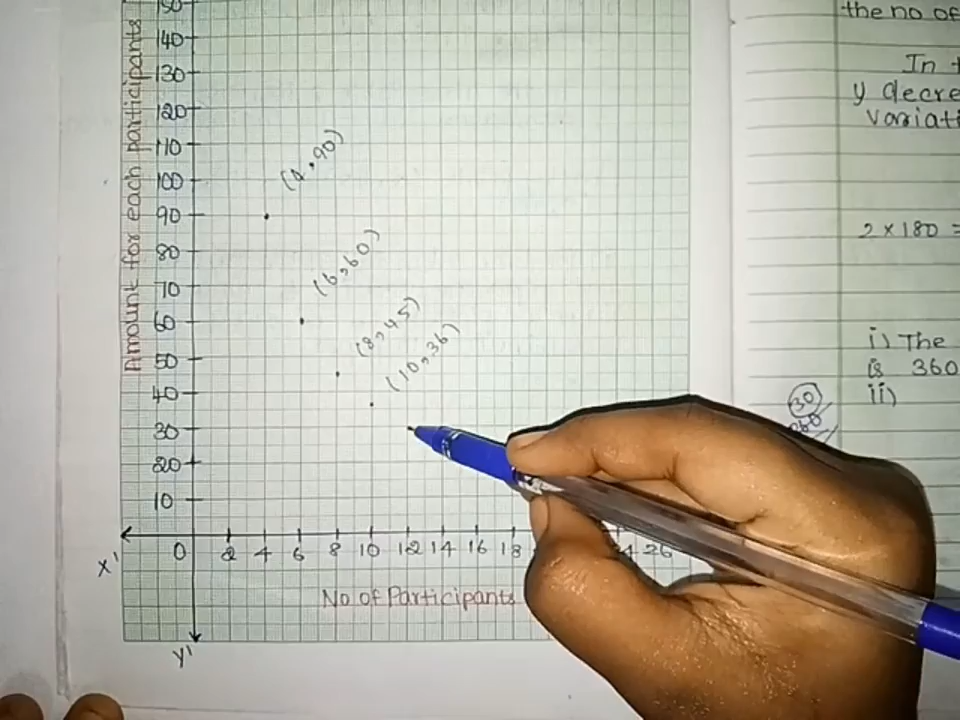 150
140
130
120
110
100
90
80
70
60
50
40
30
20
10
Amount for each participants
(4,90)
(6,60)
(8,45)
(10,36)
0 2 4 6 8 10 12 14 16 18 24 26
X'
No of Participants
Y'
the no of
In
y decre
variati
2 × 180 =
i) The
is 360
ii)
30
360